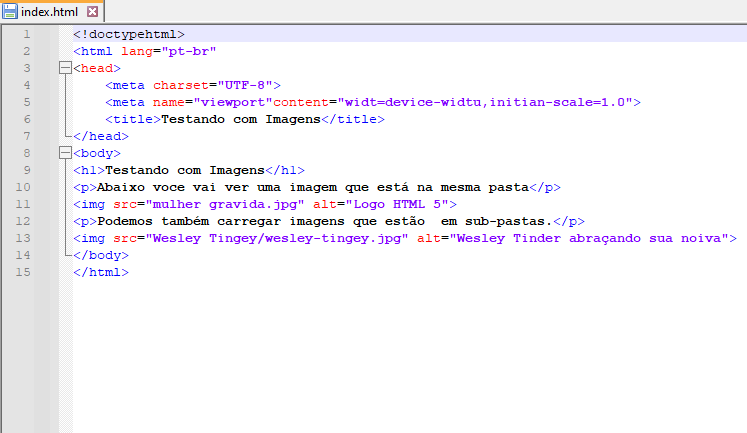 index.html
1 <!doctypehtml>
2 <html lang="pt-br"
3 <head>
4 <meta charset="UTF-8">
5 <meta name="viewport"content="widt=device-widtu,initian-scale=1.0">
6 <title>Testando com Imagens</title>
7 </head>
8 <body>
9 <h1>Testando com Imagens</h1>
10 <p>Abaixo voce vai ver uma imagem que está na mesma pasta</p>
11 <img src="mulher gravida.jpg" alt="Logo HTML 5">
12 <p>Podemos também carregar imagens que estão  em sub-pastas.</p>
13 <img src="Wesley Tingey/wesley-tingey.jpg" alt="Wesley Tinder abraçando sua noiva">
14 </body>
15 </html>